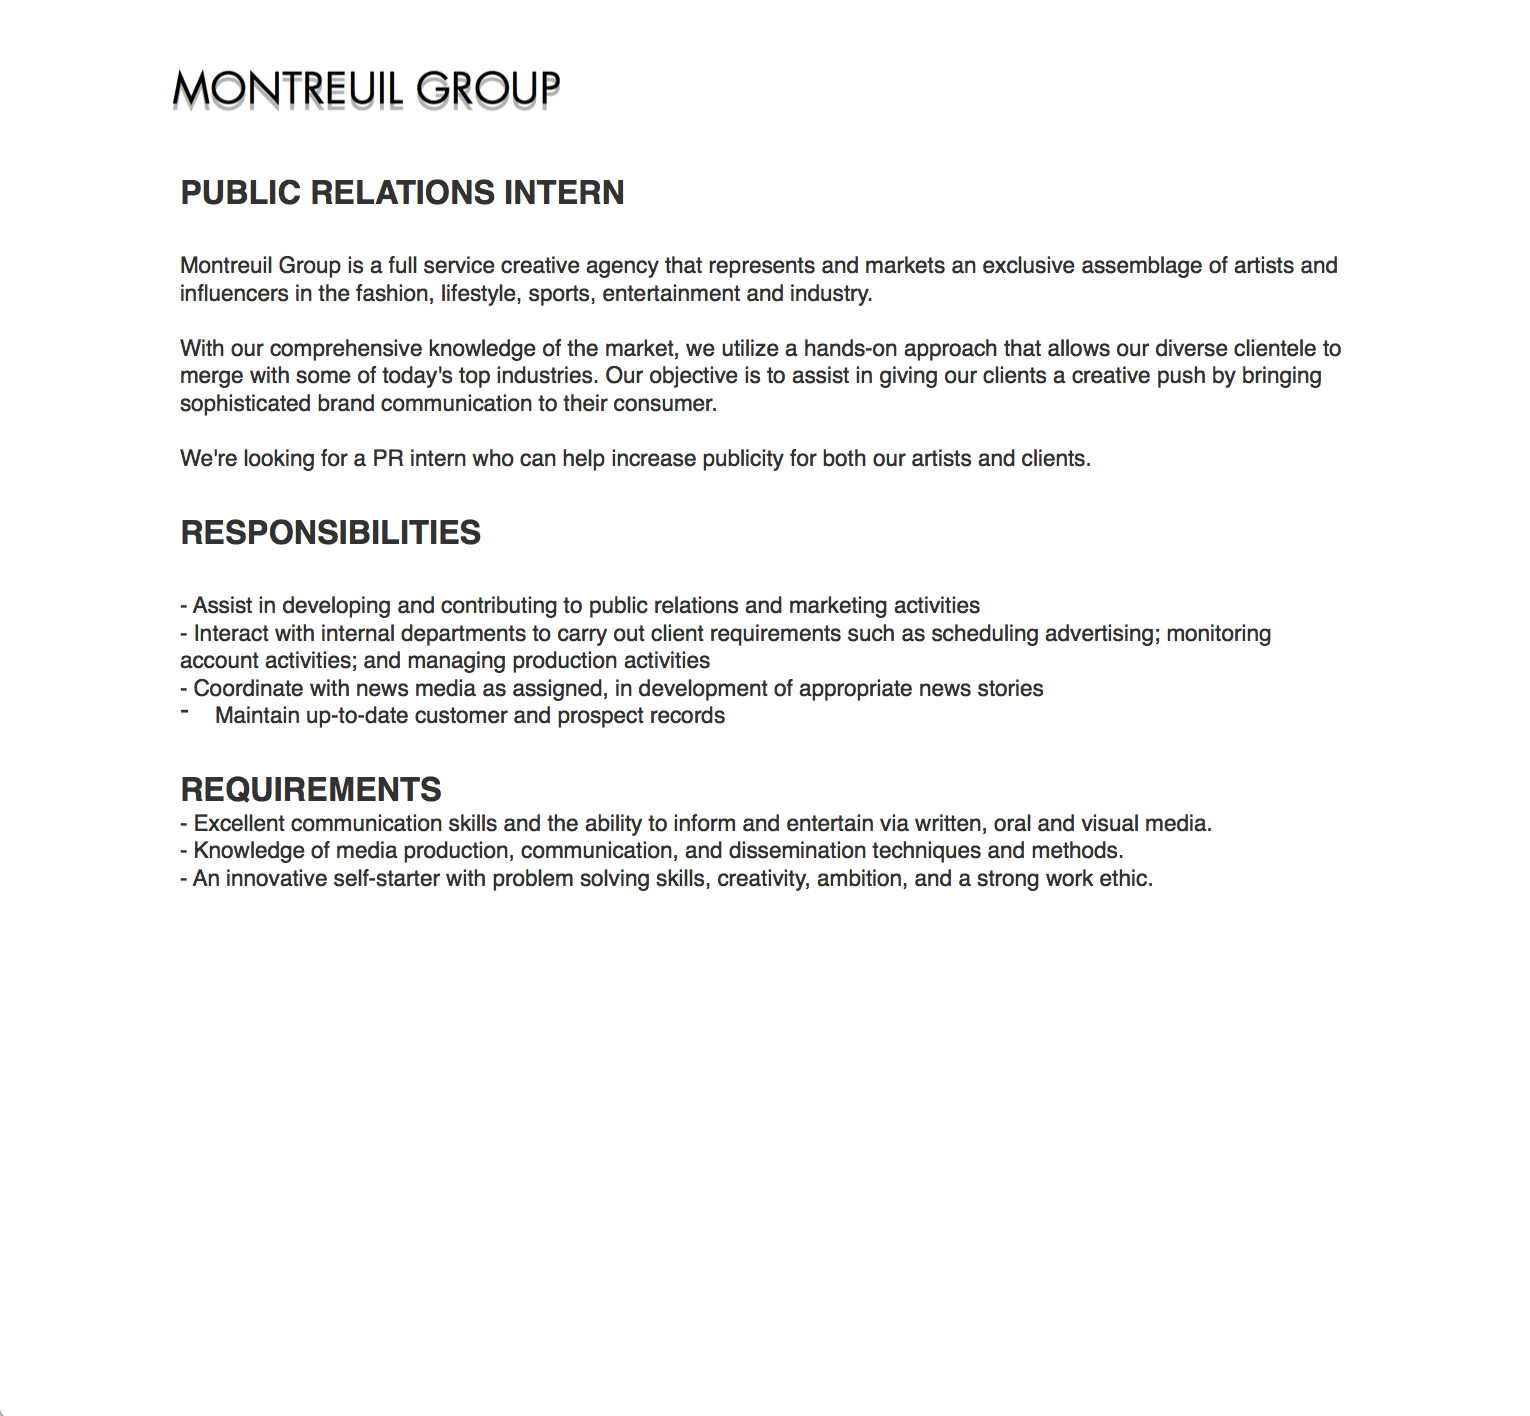 MONTREUIL GROUP
PUBLIC RELATIONS INTERN
Montreuil Group is a full service creative agency that represents and markets an exclusive assemblage of artists and
influencers in the fashion, lifestyle, sports, entertainment and industry.
With our comprehensive knowledge of the market, we utilize a hands-on approach that allows our diverse clientele to
merge with some of today's top industries. Our objective is to assist in giving our clients a creative push by bringing
sophisticated brand communication to their consumer.
We're looking for a PR intern who can help increase publicity for both our artists and clients.
RESPONSIBILITIES
- Assist in developing and contributing to public relations and marketing activities
- Interact with internal departments to carry out client requirements such as scheduling advertising; monitoring
account activities; and managing production activities
- Coordinate with news media as assigned, in development of appropriate news stories
- Maintain up-to-date customer and prospect records
REQUIREMENTS
- Excellent communication skills and the ability to inform and entertain via written, oral and visual media.
- Knowledge of media production, communication, and dissemination techniques and methods.
- An innovative self-starter with problem solving skills, creativity, ambition, and a strong work ethic.